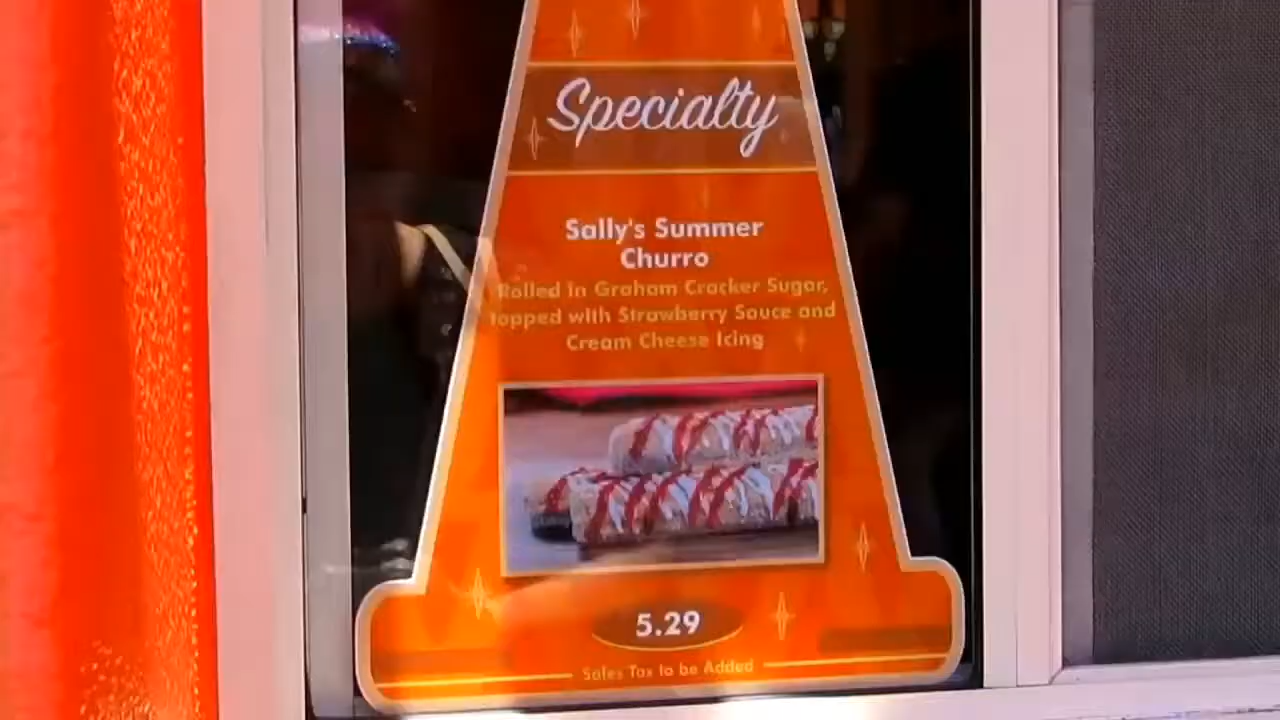 Specialty
Sally's Summer
Churro
Rolled in Graham Cracker Sugar,
topped with Strawberry Sauce and
Cream Cheese Icing
5.29
Sales Tax to be Added